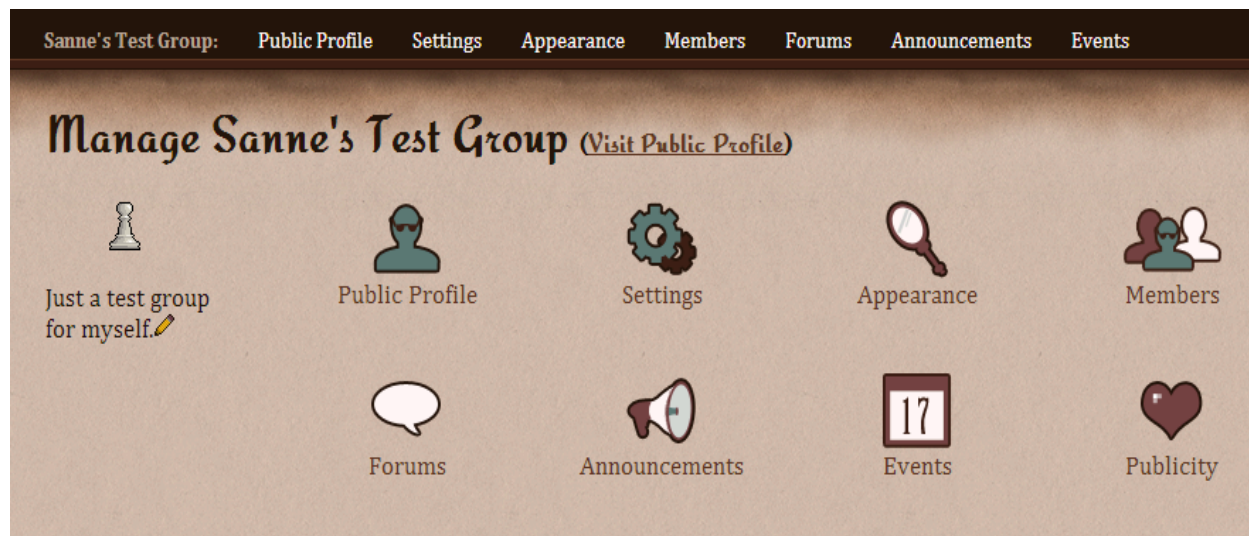 Sanne's Test Group: Public Profile Settings Appearance Members Forums Announcements Events
Manage Sanne's Test Group (Visit Public Profile)
Just a test group
for myself.
Public Profile Settings Appearance Members
17
Forums Announcements Events Publicity